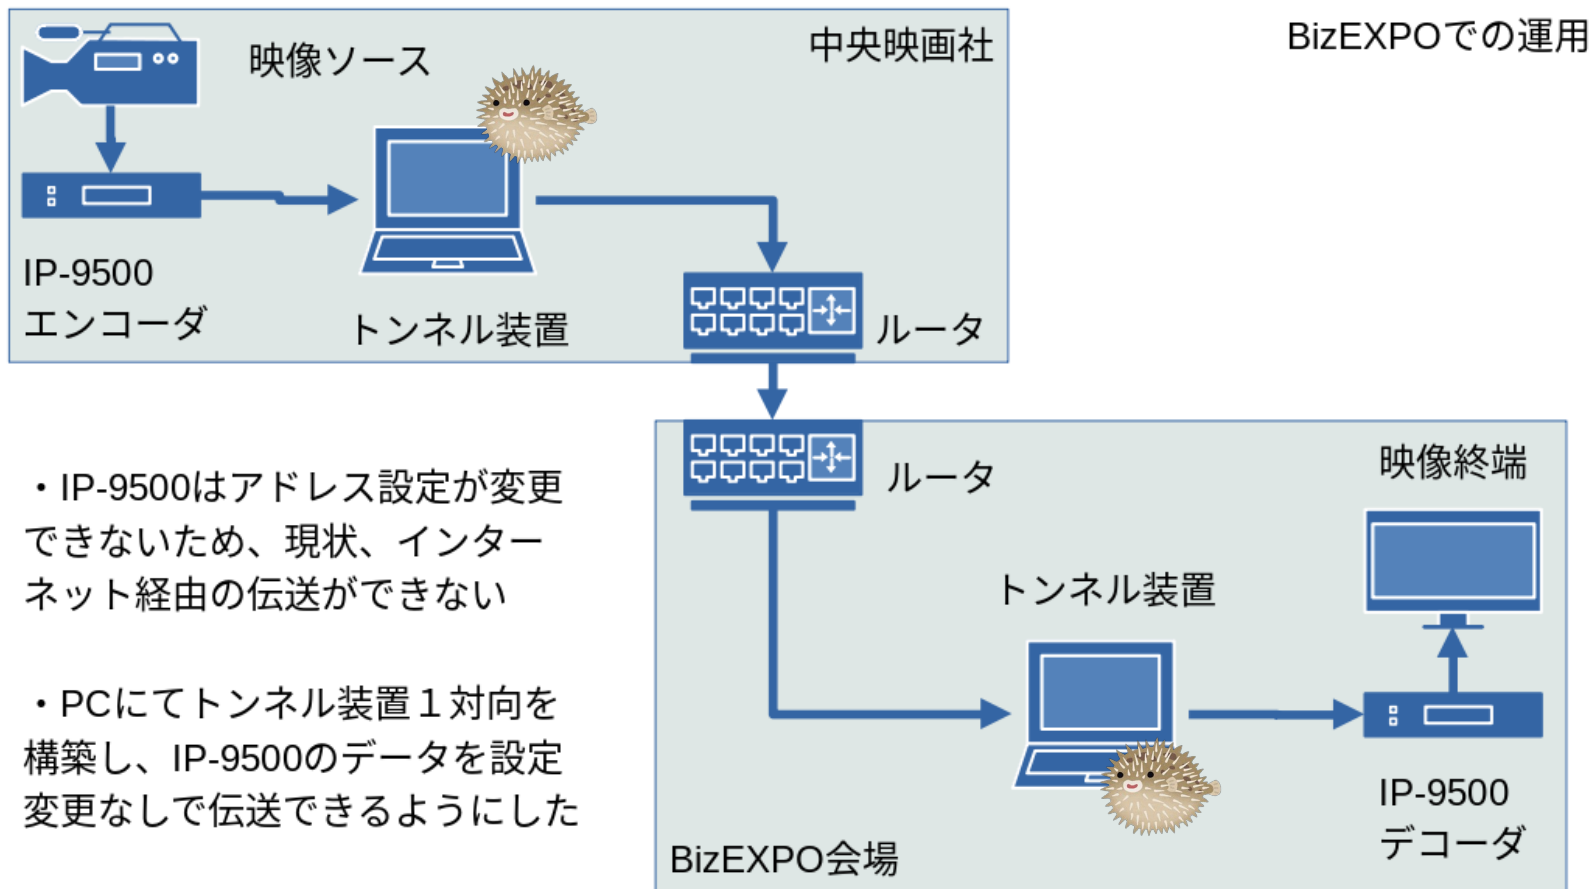 BizEXPOでの運用
中央映画社
映像ソース
IP-9500
エンコーダ
トンネル装置
ルータ
・IP-9500はアドレス設定が変更
できないため、現状、インター
ネット経由の伝送ができない
・PCにてトンネル装置１対向を
構築し、IP-9500のデータを設定
変更なしで伝送できるようにした
ルータ
映像終端
トンネル装置
IP-9500
デコーダ
BizEXPO会場